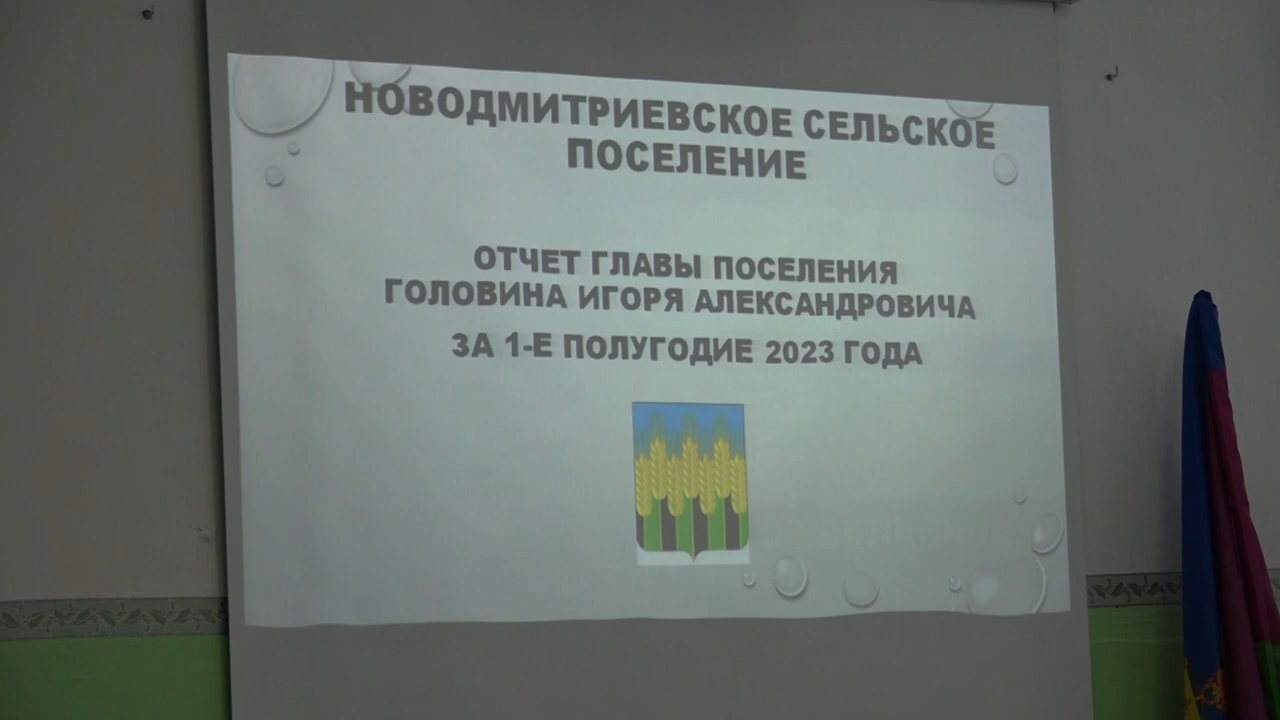 НОВОДМИТРИЕВСКОЕ СЕЛЬСКОЕ
ПОСЕЛЕНИЕ
ОТЧЕТ ГЛАВЫ ПОСЕЛЕНИЯ
ГОЛОВИНА ИГОРЯ АЛЕКСАНДРОВИЧА
ЗА 1-Е ПОЛУГОДИЕ 2023 ГОДА